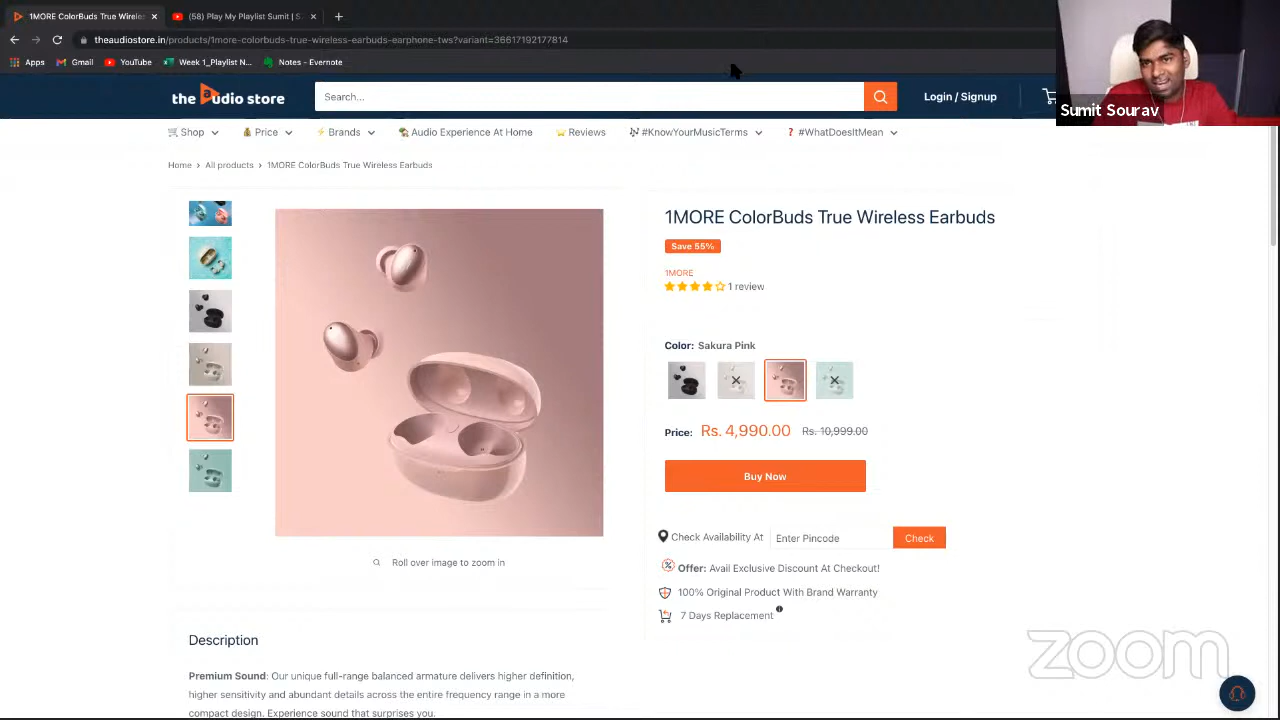 1MORE ColorBuds True Wireles
(58) Play My Playlist Sumit | S
theaudiostore.in/products/1more-colorbuds-true-wireless-earbuds-earphone-tws?variant=36617192177814
Apps
Gmail
YouTube
Week_1_Playlist N...
Notes - Evernote
Sumit Sourav
the audio store
Search...
Login / Signup
Shop
Price
Brands
Audio Experience At Home
Reviews
#KnowYourMusicTerms
#WhatDoesItMean
Home > All products > 1MORE ColorBuds True Wireless Earbuds
1MORE ColorBuds True Wireless Earbuds
Save 55%
1MORE
1 review
Color: Sakura Pink
Price: Rs. 4,990.00 Rs. 10,999.00
Buy Now
Check Availability At
Enter Pincode
Check
Offer: Avail Exclusive Discount At Checkout!
100% Original Product With Brand Warranty
7 Days Replacement
Roll over image to zoom in
Description
Premium Sound: Our unique full-range balanced armature delivers higher definition,
higher sensitivity and abundant details across the entire frequency range in a more
compact design. Experience sound that surprises you.
zoom